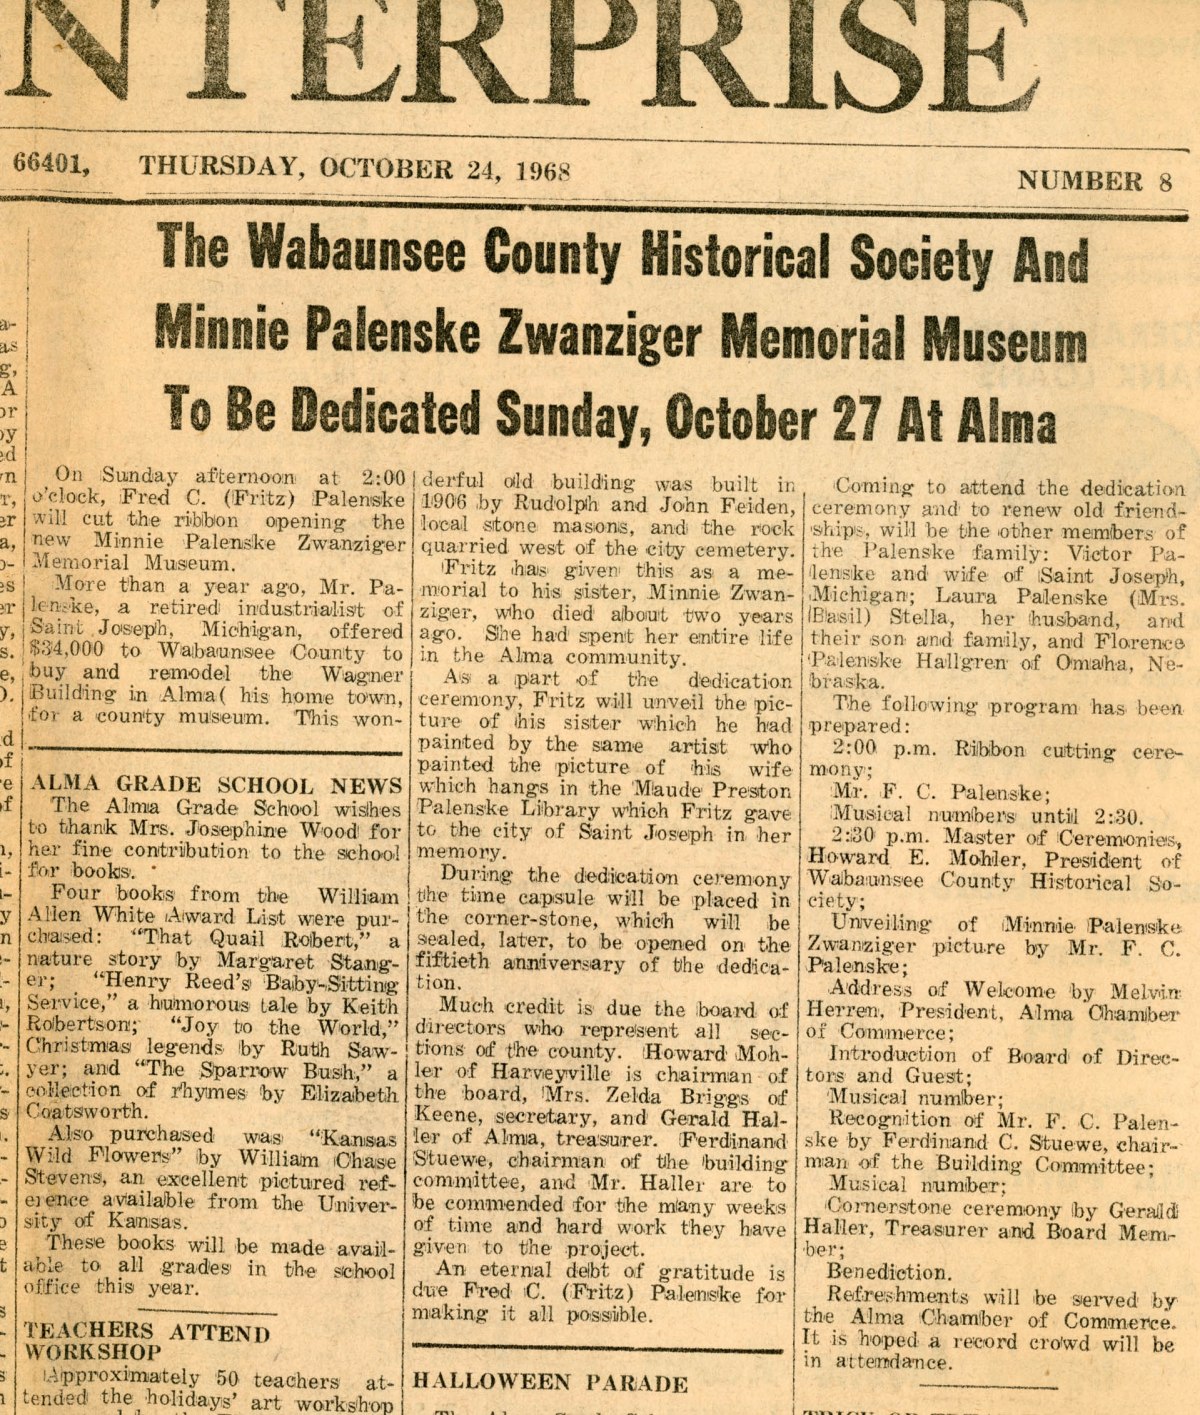 NTERPRISE
66401, THURSDAY, OCTOBER 24, 1968 NUMBER 8
The Wabaunsee County Historical Society And
Minnie Palenske Zwanziger Memorial Museum
To Be Dedicated Sunday, October 27 At Alma
On Sunday afternoon at 2:00
o'clock, Fred C. (Fritz) Palenske
will cut the ribbon opening the
new Minnie Palenske Zwanziger
Memorial Museum.
More than a year ago, Mr. Pa-
lenske, a retired industrialist of
Saint Joseph, Michigan, offered
$34,000 to Wabaunsee County to
buy and remodel the Wagner
Building in Alma( his home town,
for a county museum. This won-
ALMA GRADE SCHOOL NEWS
The Alma Grade School wishes
to thank Mrs. Josephine Wood for
her fine contribution to the school
for books.
Four books from the William
Allen White Award List were pur-
chased: "That Quail Robert," a
nature story by Margaret Stang-
er; "Henry Reed's Baby-Sitting
Service," a humorous tale by Keith
Robertson; "Joy to the World,"
Christmas legends by Ruth Saw-
yer; and "The Sparrow Bush," a
collection of rhymes by Elizabeth
Coatsworth.
Also purchased was "Kansas
Wild Flowers" by William Chase
Stevens, an excellent pictured ref-
erence available from the Univer-
sity of Kansas.
These books will be made avail-
able to all grades in the school
office this year.
TEACHERS ATTEND
WORKSHOP
Approximately 50 teachers at-
tended the holidays' art workshop
derful old building was built in
1906 by Rudolph and John Feiden,
local stone masons, and the rock
quarried west of the city cemetery.
Fritz has given this as a me-
morial to his sister, Minnie Zwan-
ziger, who died about two years
ago. She had spent her entire life
in the Alma community.
As a part of the dedication
ceremony, Fritz will unveil the pic-
ture of his sister which he had
painted by the same artist who
painted the picture of his wife
which hangs in the Maude Preston
Palenske Library which Fritz gave
to the city of Saint Joseph in her
memory.
During the dedication ceremony
the time capsule will be placed in
the corner-stone, which will be
sealed, later, to be opened on the
fiftieth anniversary of the dedica-
tion.
Much credit is due the board of
directors who represent all sec-
tions of the county. Howard Moh-
ler of Harveyville is chairman of
the board, Mrs. Zelda Briggs of
Keene, secretary, and Gerald Hal-
ler of Alma, treasurer. Ferdinand
Stuewe, chairman of the building
committee, and Mr. Haller are to
be commended for the many weeks
of time and hard work they have
given to the project.
An eternal debt of gratitude is
due Fred C. (Fritz) Palenske for
making it all possible.
HALLOWEEN PARADE
Coming to attend the dedication
ceremony and to renew old friend-
ships, will be the other members of
the Palenske family: Victor Pa-
lenske and wife of Saint Joseph,
Michigan; Laura Palenske (Mrs.
Basil) Stella, her husband, and
their son and family, and Florence
Palenske Hallgren of Omaha, Ne-
braska.
The following program has been
prepared:
2:00 p.m. Ribbon cutting cere-
mony;
Mr. F. C. Palenske;
Musical numbers until 2:30.
2:30 p.m. Master of Ceremonies,
Howard E. Mohler, President of
Wabaunsee County Historical So-
ciety;
Unveiling of Minnie Palenske
Zwanziger picture by Mr. F. C.
Palenske;
Address of Welcome by Melvin
Herren, President, Alma Chamber
of Commerce;
Introduction of Board of Direc-
tors and Guest;
Musical number;
Recognition of Mr. F. C. Palen-
ske by Ferdinand C. Stuewe, chair-
man of the Building Committee;
Musical number;
Cornerstone ceremony by Gerald
Haller, Treasurer and Board Mem-
ber;
Benediction.
Refreshments will be served by
the Alma Chamber of Commerce.
It is hoped a record crowd will be
in attendance.